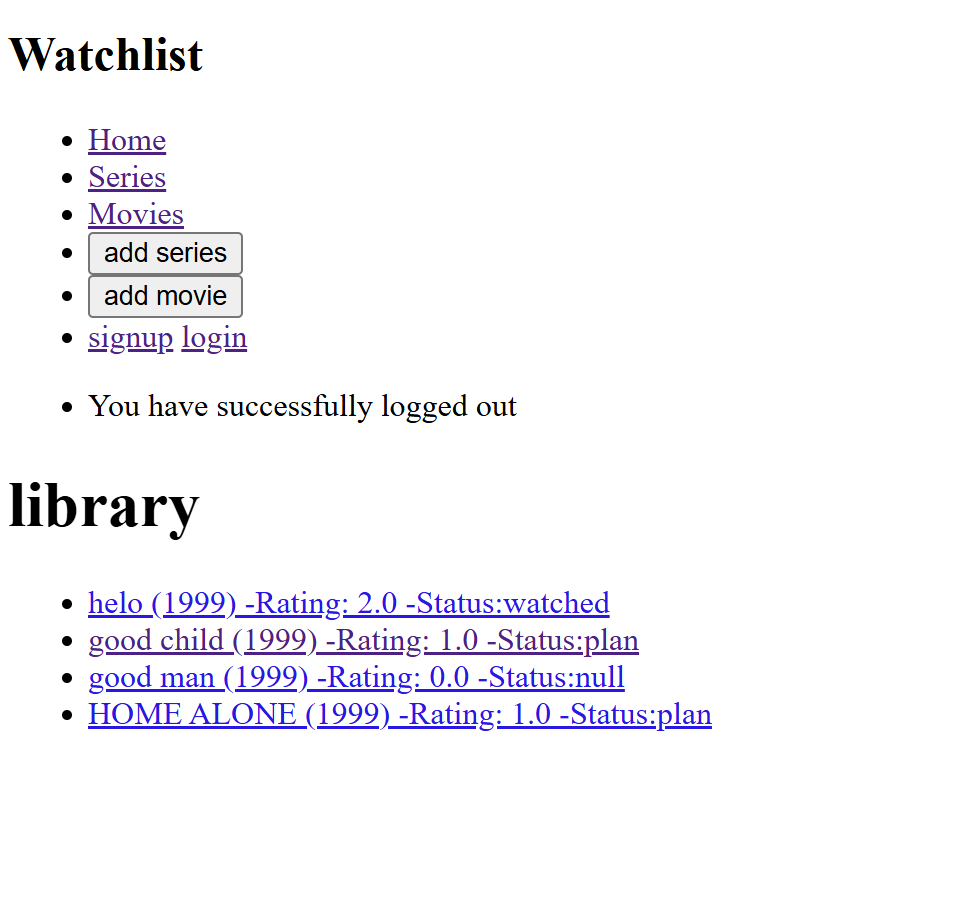 Watchlist
Home
Series
Movies
add series
add movie
signup login
You have successfully logged out
library
helo (1999) -Rating: 2.0 -Status:watched
good child (1999) -Rating: 1.0 -Status:plan
good man (1999) -Rating: 0.0 -Status:null
HOME ALONE (1999) -Rating: 1.0 -Status:plan